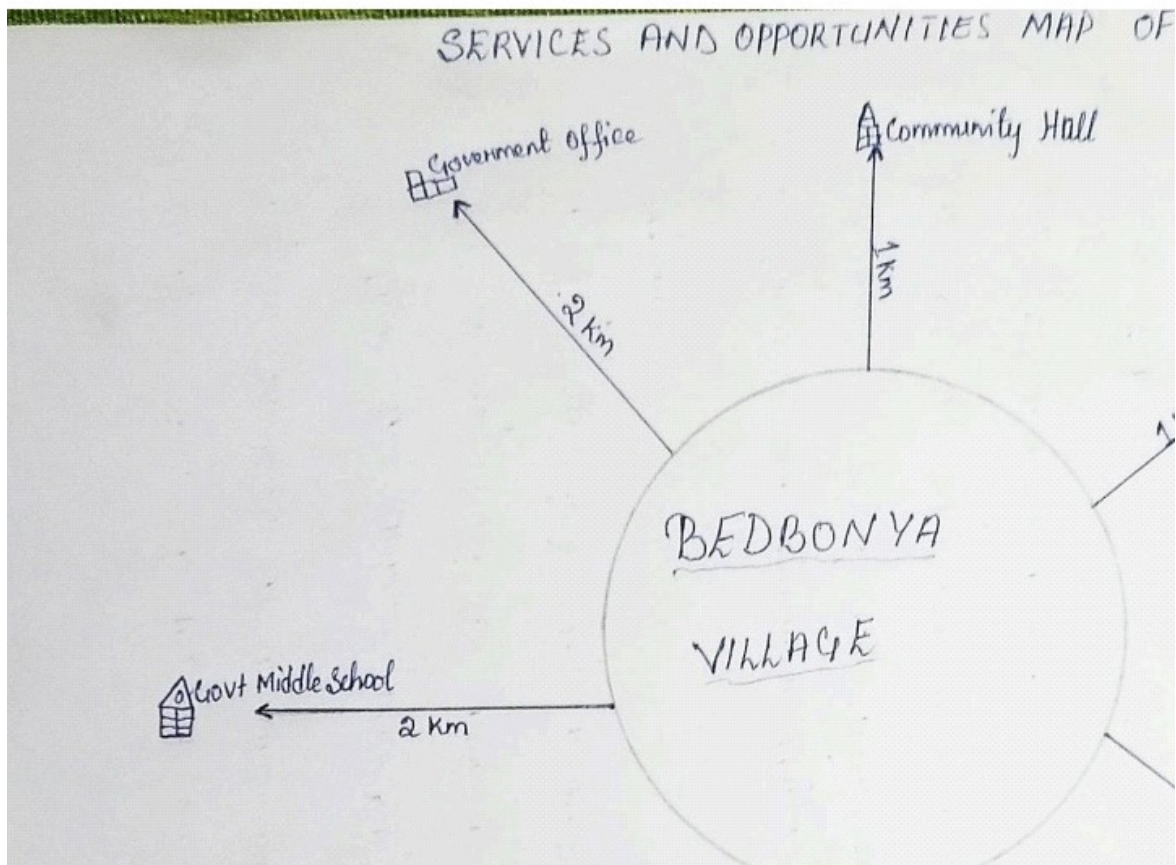 SERVICES AND OPPORTUNITIES MAP OF
Community Hall
Goverment office
1 Km
2 Km
BEDBONYA
VILLAGE
Govt Middle School
2 Km